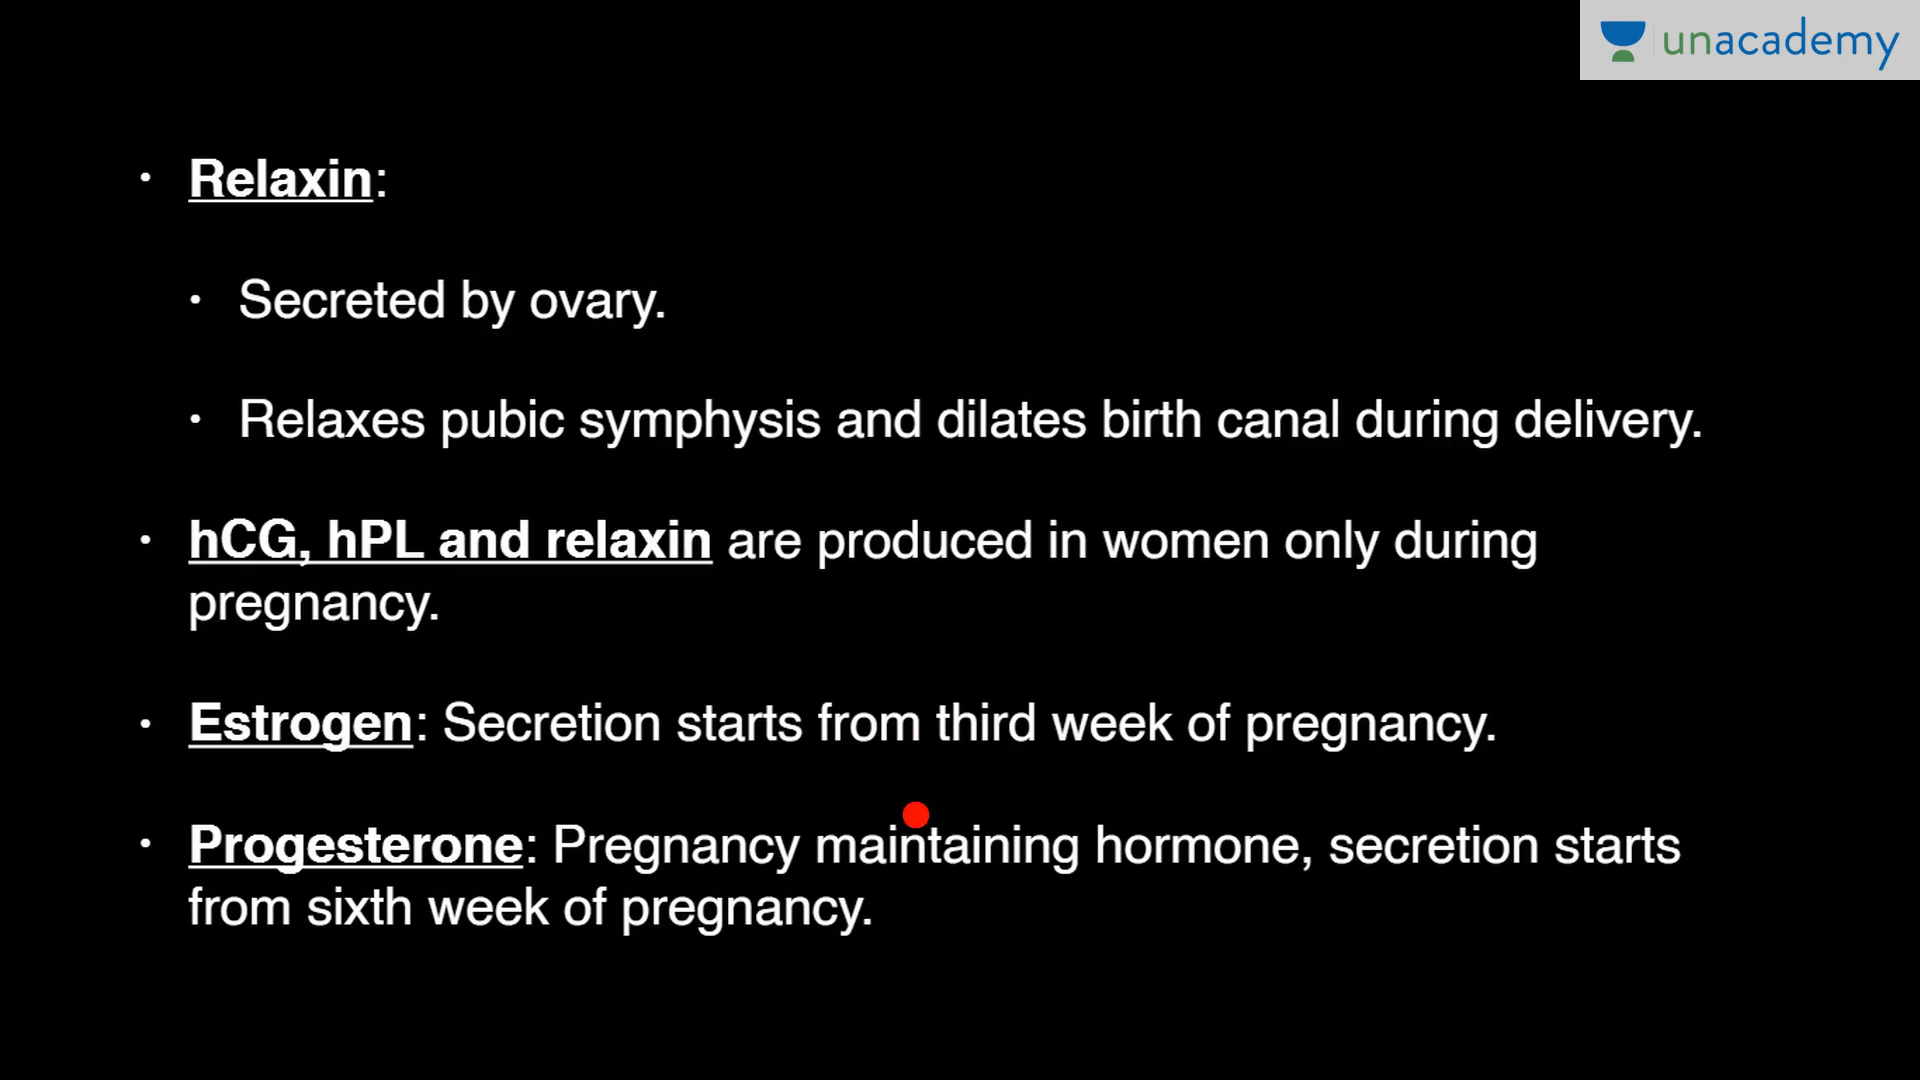 unacademy
• Relaxin:
• Secreted by ovary.
• Relaxes pubic symphysis and dilates birth canal during delivery.
• hCG, hPL and relaxin are produced in women only during
pregnancy.
• Estrogen: Secretion starts from third week of pregnancy.
• Progesterone: Pregnancy maintaining hormone, secretion starts
from sixth week of pregnancy.